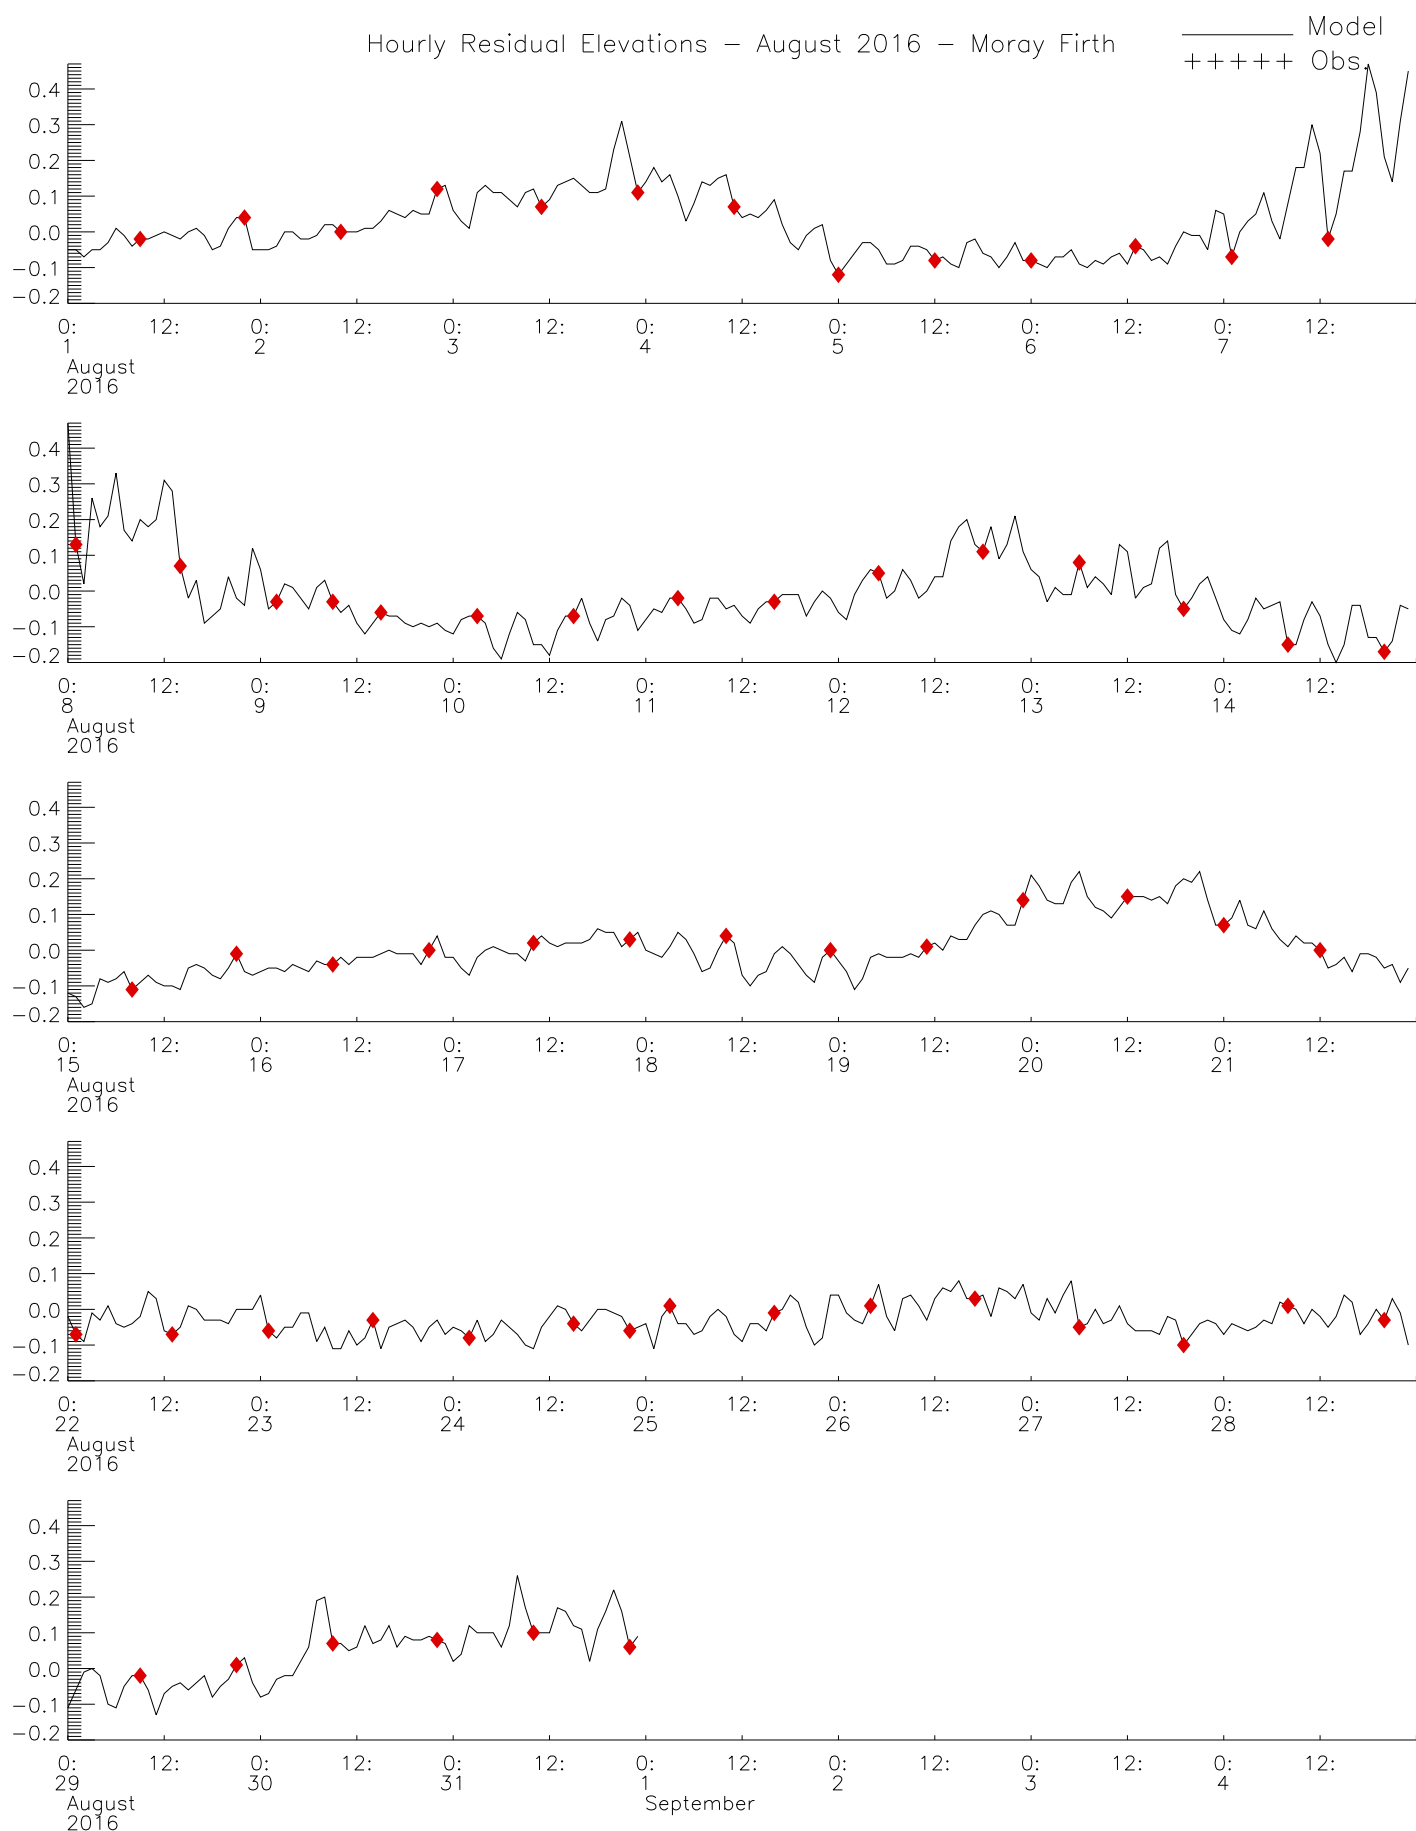 Hourly Residual Elevations – August 2016 – Moray Firth
Model
+++++ Obs.
0.4
0.3
0.2
0.1
0.0
−0.1
−0.2
0: 12: 0: 12: 0: 12: 0: 12: 0: 12: 0: 12: 0: 12:
1 2 3 4 5 6 7
August
2016
0.4
0.3
0.2
0.1
0.0
−0.1
−0.2
0: 12: 0: 12: 0: 12: 0: 12: 0: 12: 0: 12: 0: 12:
8 9 10 11 12 13 14
August
2016
0.4
0.3
0.2
0.1
0.0
−0.1
−0.2
0: 12: 0: 12: 0: 12: 0: 12: 0: 12: 0: 12: 0: 12:
15 16 17 18 19 20 21
August
2016
0.4
0.3
0.2
0.1
0.0
−0.1
−0.2
0: 12: 0: 12: 0: 12: 0: 12: 0: 12: 0: 12: 0: 12:
22 23 24 25 26 27 28
August
2016
0.4
0.3
0.2
0.1
0.0
−0.1
−0.2
0: 12: 0: 12: 0: 12: 0: 12: 0: 12: 0: 12: 0: 12:
29 30 31 1 2 3 4
August September
2016